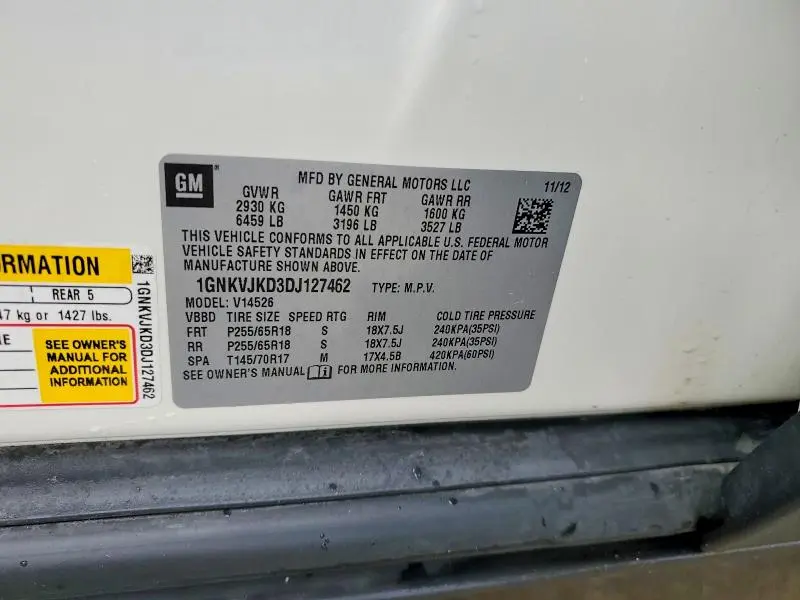 GM
MFD BY GENERAL MOTORS LLC 11/12
GVWR GAWR FRT GAWR RR
2930 KG 1450 KG 1600 KG
6459 LB 3196 LB 3527 LB
THIS VEHICLE CONFORMS TO ALL APPLICABLE U.S. FEDERAL MOTOR
VEHICLE SAFETY STANDARDS IN EFFECT ON THE DATE OF
MANUFACTURE SHOWN ABOVE.
1GNKVJKD3DJ127462 TYPE: M.P.V.
MODEL: V14526
VBBD TIRE SIZE SPEED RTG RIM COLD TIRE PRESSURE
FRT P255/65R18 S 18X7.5J 240KPA(35PSI)
RR P255/65R18 S 18X7.5J 240KPA(35PSI)
SPA T145/70R17 M 17X4.5B 420KPA(60PSI)
SEE OWNER'S MANUAL FOR MORE INFORMATION.
REAR 5
kg or 1427 lbs.
SEE OWNER'S
MANUAL FOR
ADDITIONAL
INFORMATION
1GNKVJKD3DJ127462